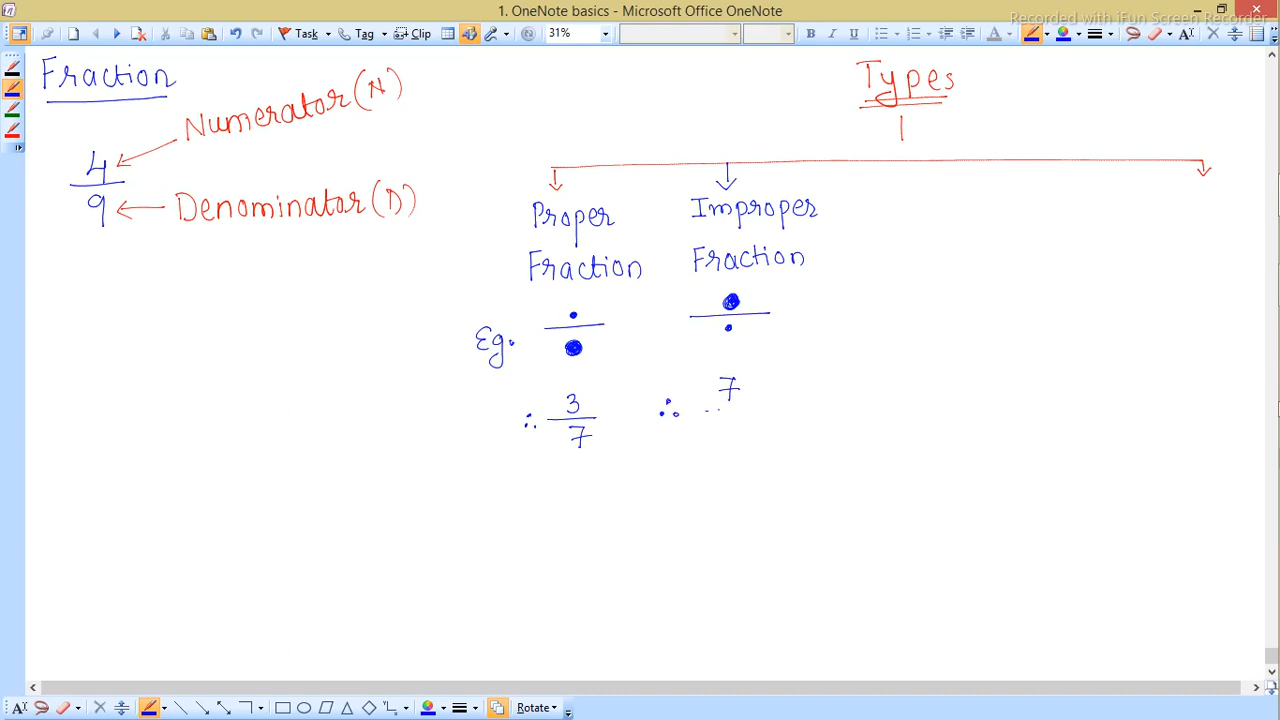 1. OneNote basics - Microsoft Office OneNote
Recorded with iFun Screen Recorder
Task Tag Clip 31% B I U
Fraction
Numerator (N)
4
9
Denominator (D)
Types
Proper Fraction
Improper Fraction
Eg.
∴ 3/7
∴ 7
Rotate